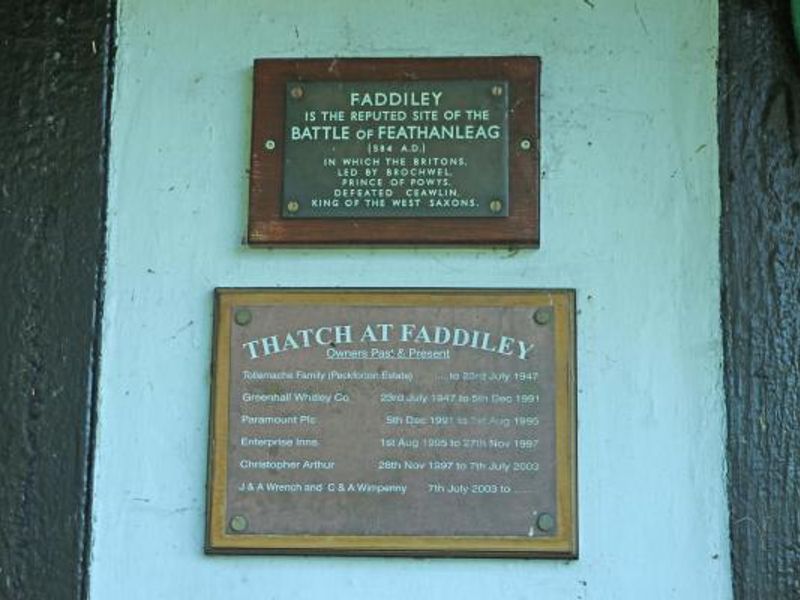 FADDILEY
IS THE REPUTED SITE OF THE
BATTLE OF FEATHANLEAG
(584 A.D.)
IN WHICH THE BRITONS,
LED BY BROCHWEL,
PRINCE OF POWYS,
DEFEATED CEAWLIN,
KING OF THE WEST SAXONS.
THATCH AT FADDILEY
Owners Past & Present
Tollemache Family (Peckforton Estate) .... to 23rd July 1947
Greenhall Whitley Co. 23rd July 1947 to 5th Dec 1991
Paramount Plc 5th Dec 1991 to 1st Aug 1995
Enterprise Inns 1st Aug 1995 to 27th Nov 1997
Christopher Arthur 28th Nov 1997 to 7th July 2003
J & A Wrench and C & A Wimpenny 7th July 2003 to ......